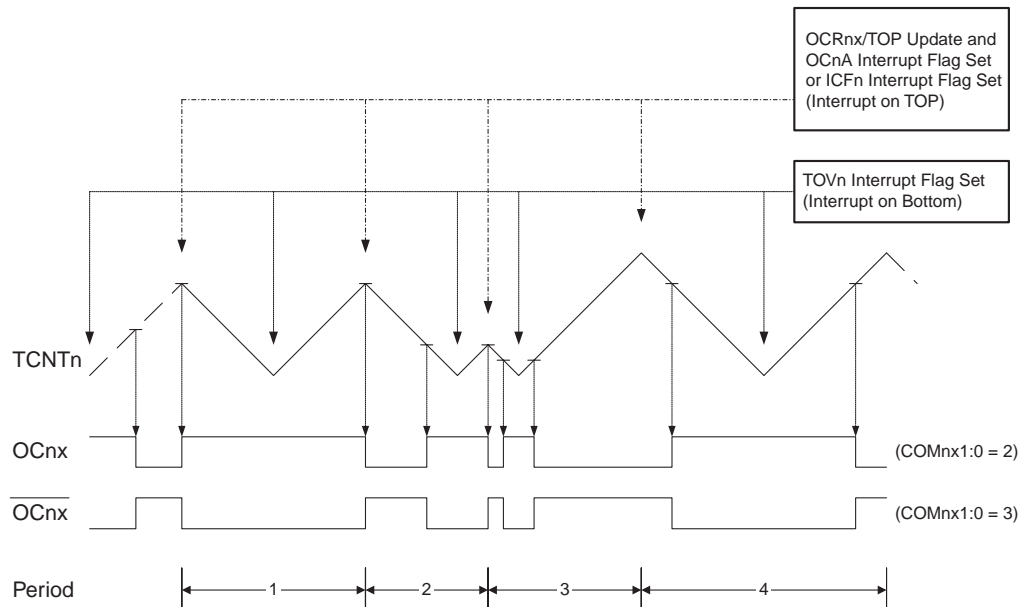 OCRnx/TOP Update and
OCnA Interrupt Flag Set
or ICFn Interrupt Flag Set
(Interrupt on TOP)
TOVn Interrupt Flag Set
(Interrupt on Bottom)
TCNTn
OCnx
(COMnx1:0 = 2)
OCnx
(COMnx1:0 = 3)
Period
1
2
3
4